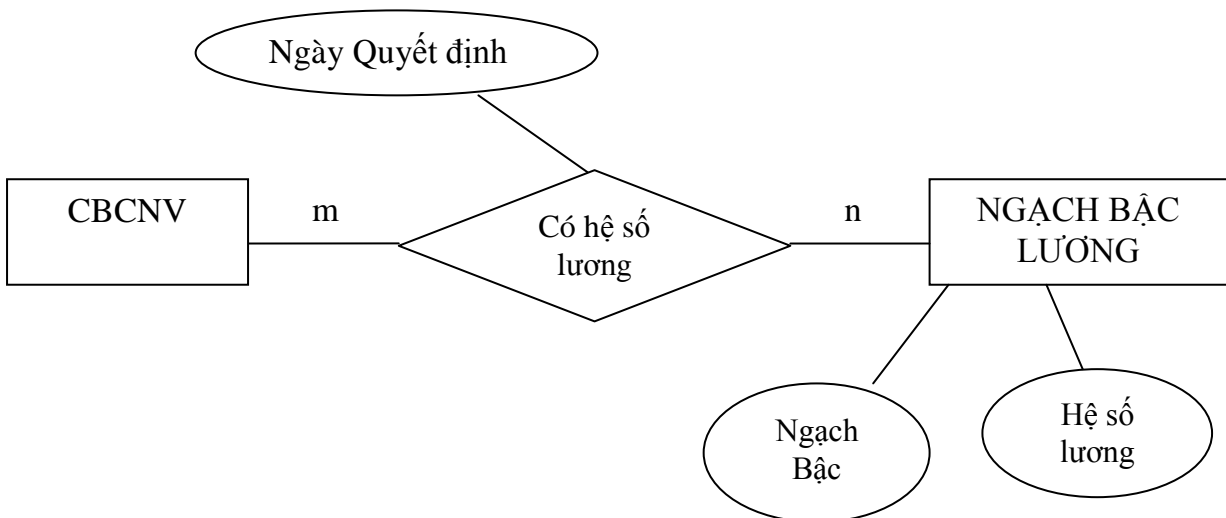 Ngày Quyết định
CBCNV
m
Có hệ số
lương
n
NGẠCH BẬC
LƯƠNG
Ngạch
Bậc
Hệ số
lương